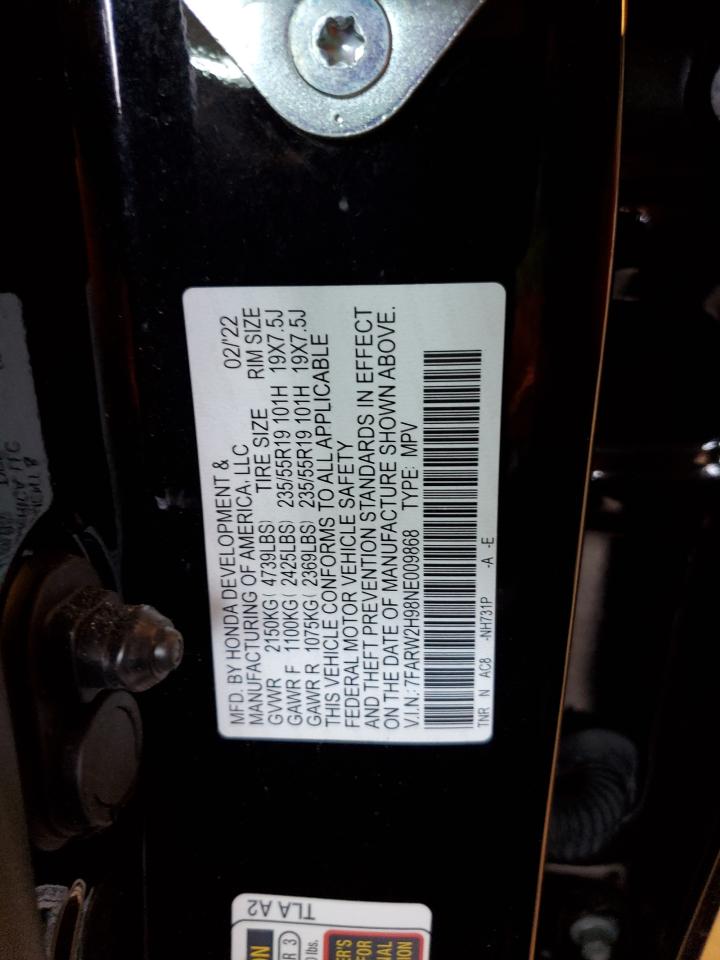 MFD. BY HONDA DEVELOPMENT & 02/'22
MANUFACTURING OF AMERICA, LLC TIRE SIZE RIM SIZE
GVWR 2150KG( 4739LBS)
GAWR F 1100KG( 2425LBS) 235/55R19 101H 19X7.5J
GAWR R 1075KG( 2369LBS) 235/55R19 101H 19X7.5J
THIS VEHICLE CONFORMS TO ALL APPLICABLE
FEDERAL MOTOR VEHICLE SAFETY
AND THEFT PREVENTION STANDARDS IN EFFECT
ON THE DATE OF MANUFACTURE SHOWN ABOVE.
V.I.N.: 7FARW2H98NE009868 TYPE: MPV
TNR N AC8 -NH731P -A -E
TLA A2